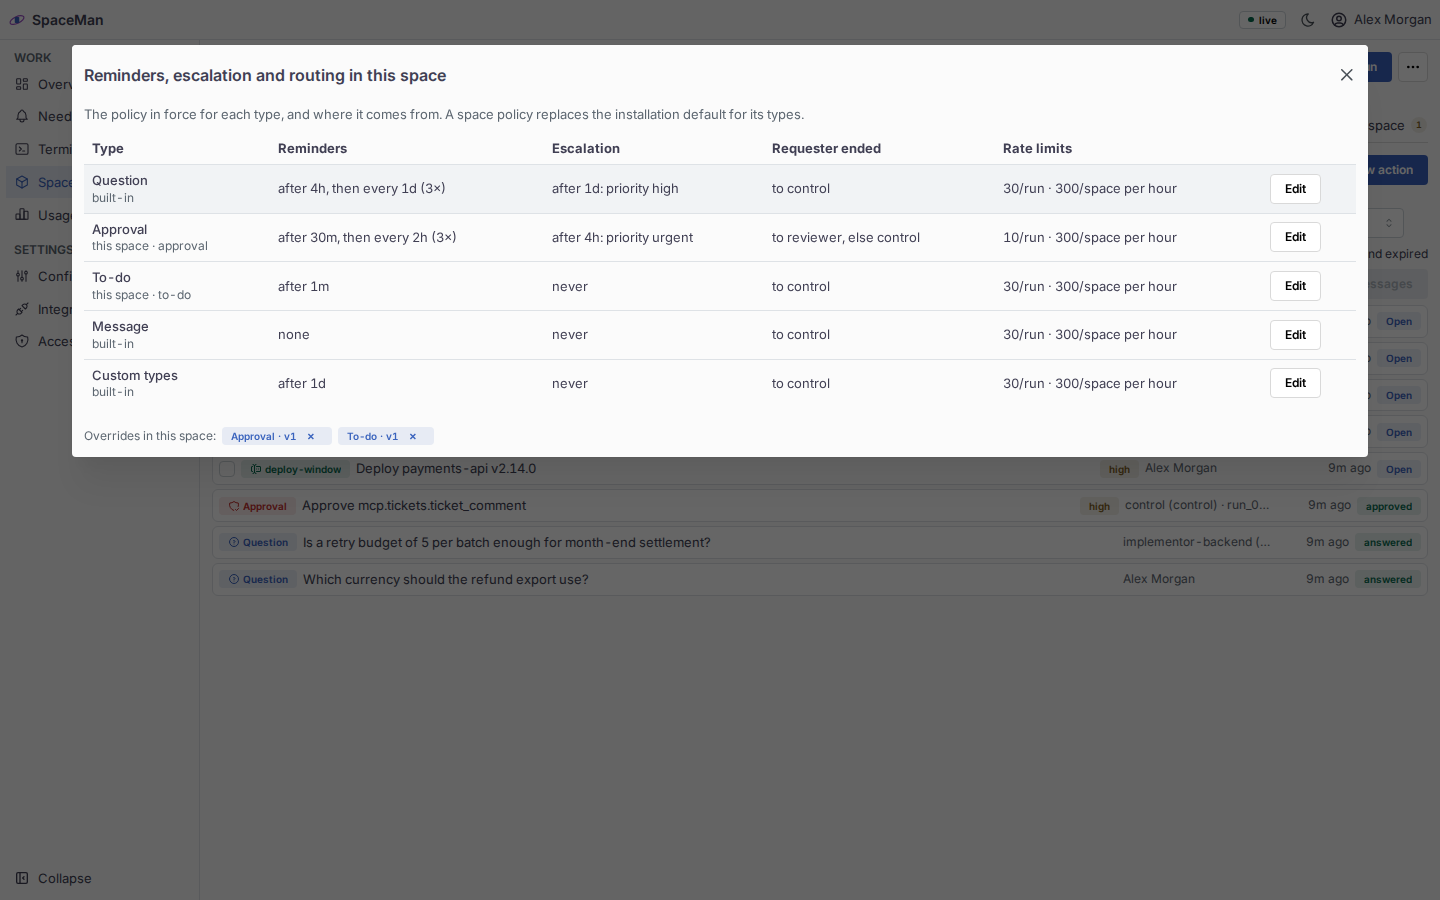 SpaceMan
live
Alex Morgan
WORK
Reminders, escalation and routing in this space
The policy in force for each type, and where it comes from. A space policy replaces the installation default for its types.
Type Reminders Escalation Requester ended Rate limits
Question
built-in
after 4h, then every 1d (3×) after 1d: priority high to control 30/run · 300/space per hour Edit
Approval
this space · approval
after 30m, then every 2h (3×) after 4h: priority urgent to reviewer, else control 10/run · 300/space per hour Edit
To-do
this space · to-do
after 1m never to control 30/run · 300/space per hour Edit
Message
built-in
none never to control 30/run · 300/space per hour Edit
Custom types
built-in
after 1d never to control 30/run · 300/space per hour Edit
Overrides in this space: Approval · v1 × To-do · v1 ×
SETTINGS
space 1
action
expired
Open
Open
Open
Open
deploy-window Deploy payments-api v2.14.0 high Alex Morgan 9m ago Open
Approval Approve mcp.tickets.ticket_comment high control (control) · run_0... 9m ago approved
Question Is a retry budget of 5 per batch enough for month-end settlement? implementor-backend (... 9m ago answered
Question Which currency should the refund export use? Alex Morgan 9m ago answered
Collapse